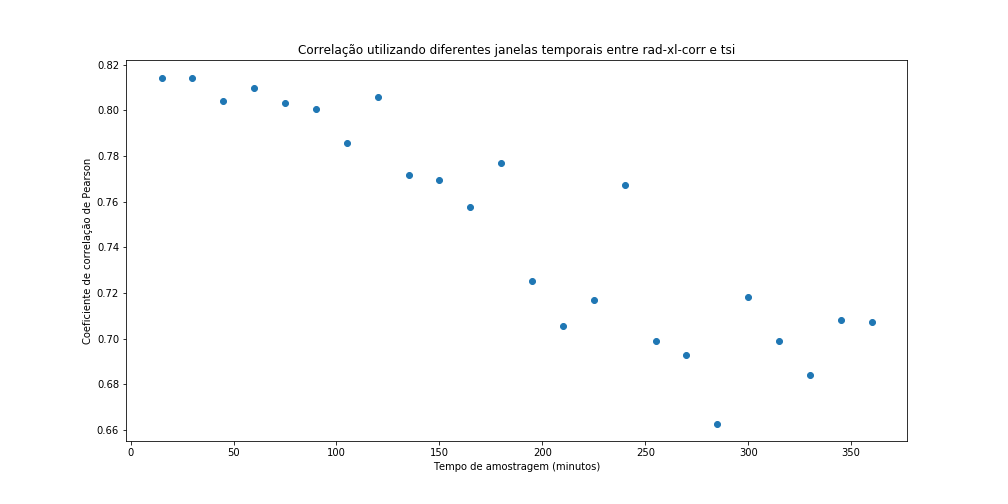 Correlação utilizando diferentes janelas temporais entre rad-xl-corr e tsi
Coeficiente de correlação de Pearson
0.82
0.80
0.78
0.76
0.74
0.72
0.70
0.68
0.66
0 50 100 150 200 250 300 350
Tempo de amostragem (minutos)